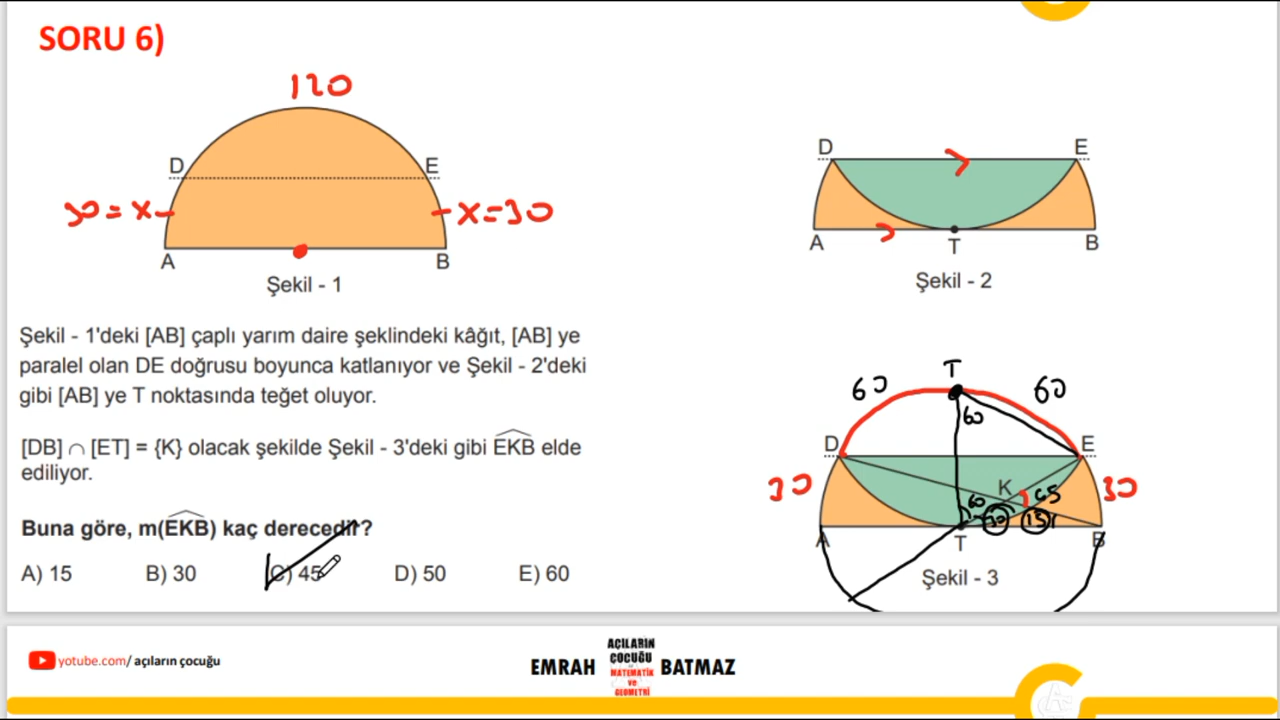 SORU 6)
120
D
E
30 = x
x = 30
A
B
Şekil - 1
D
E
A
T
B
Şekil - 2
Şekil - 1'deki [AB] çaplı yarım daire şeklindeki kâğıt, [AB] ye
paralel olan DE doğrusu boyunca katlanıyor ve Şekil - 2'deki
gibi [AB] ye T noktasında teğet oluyor.
[DB] ∩ [ET] = {K} olacak şekilde Şekil - 3'deki gibi EKB elde
ediliyor.
Buna göre, m(EKB) kaç derecedir?
A) 15
B) 30
C) 45
D) 50
E) 60
T
60
60
60
D
E
30
K
45
30
60
30
15
A
T
B
Şekil - 3
yotube.com/ açıların çocuğu
EMRAH
AÇILARIN
ÇOCUĞU
MATEMATİK
ve
GEOMETRİ
BATMAZ